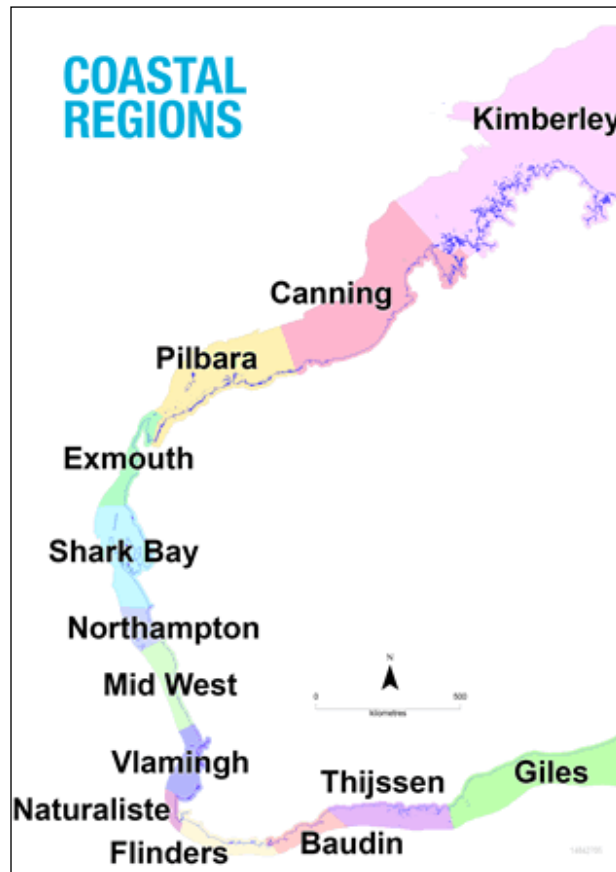 COASTAL
REGIONS
Kimberley
Canning
Pilbara
Exmouth
Shark Bay
Northampton
Mid West
N
0 500
kilometres
Vlamingh
Thijssen
Giles
Naturaliste
Flinders
Baudin